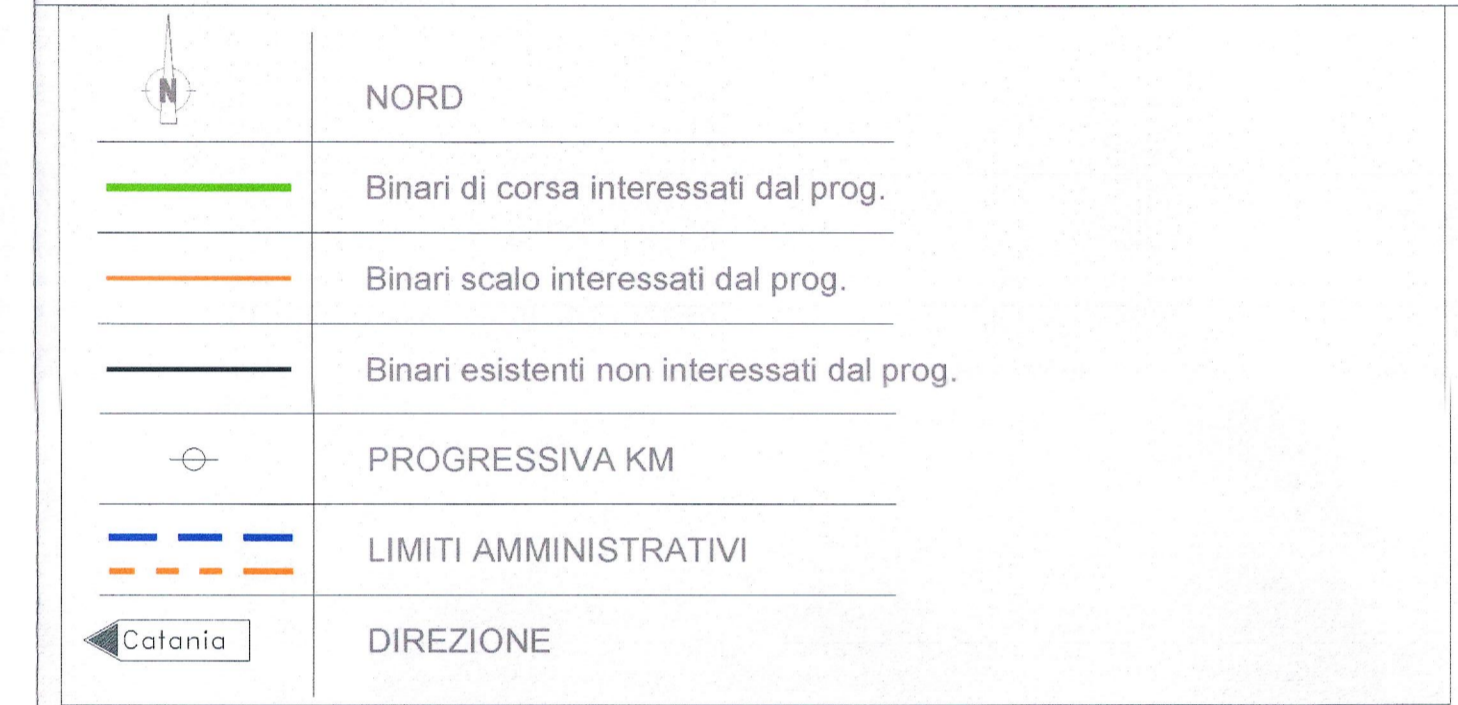 N
NORD
Binari di corsa interessati dal prog.
Binari scalo interessati dal prog.
Binari esistenti non interessati dal prog.
PROGRESSIVA KM
LIMITI AMMINISTRATIVI
Catania
DIREZIONE